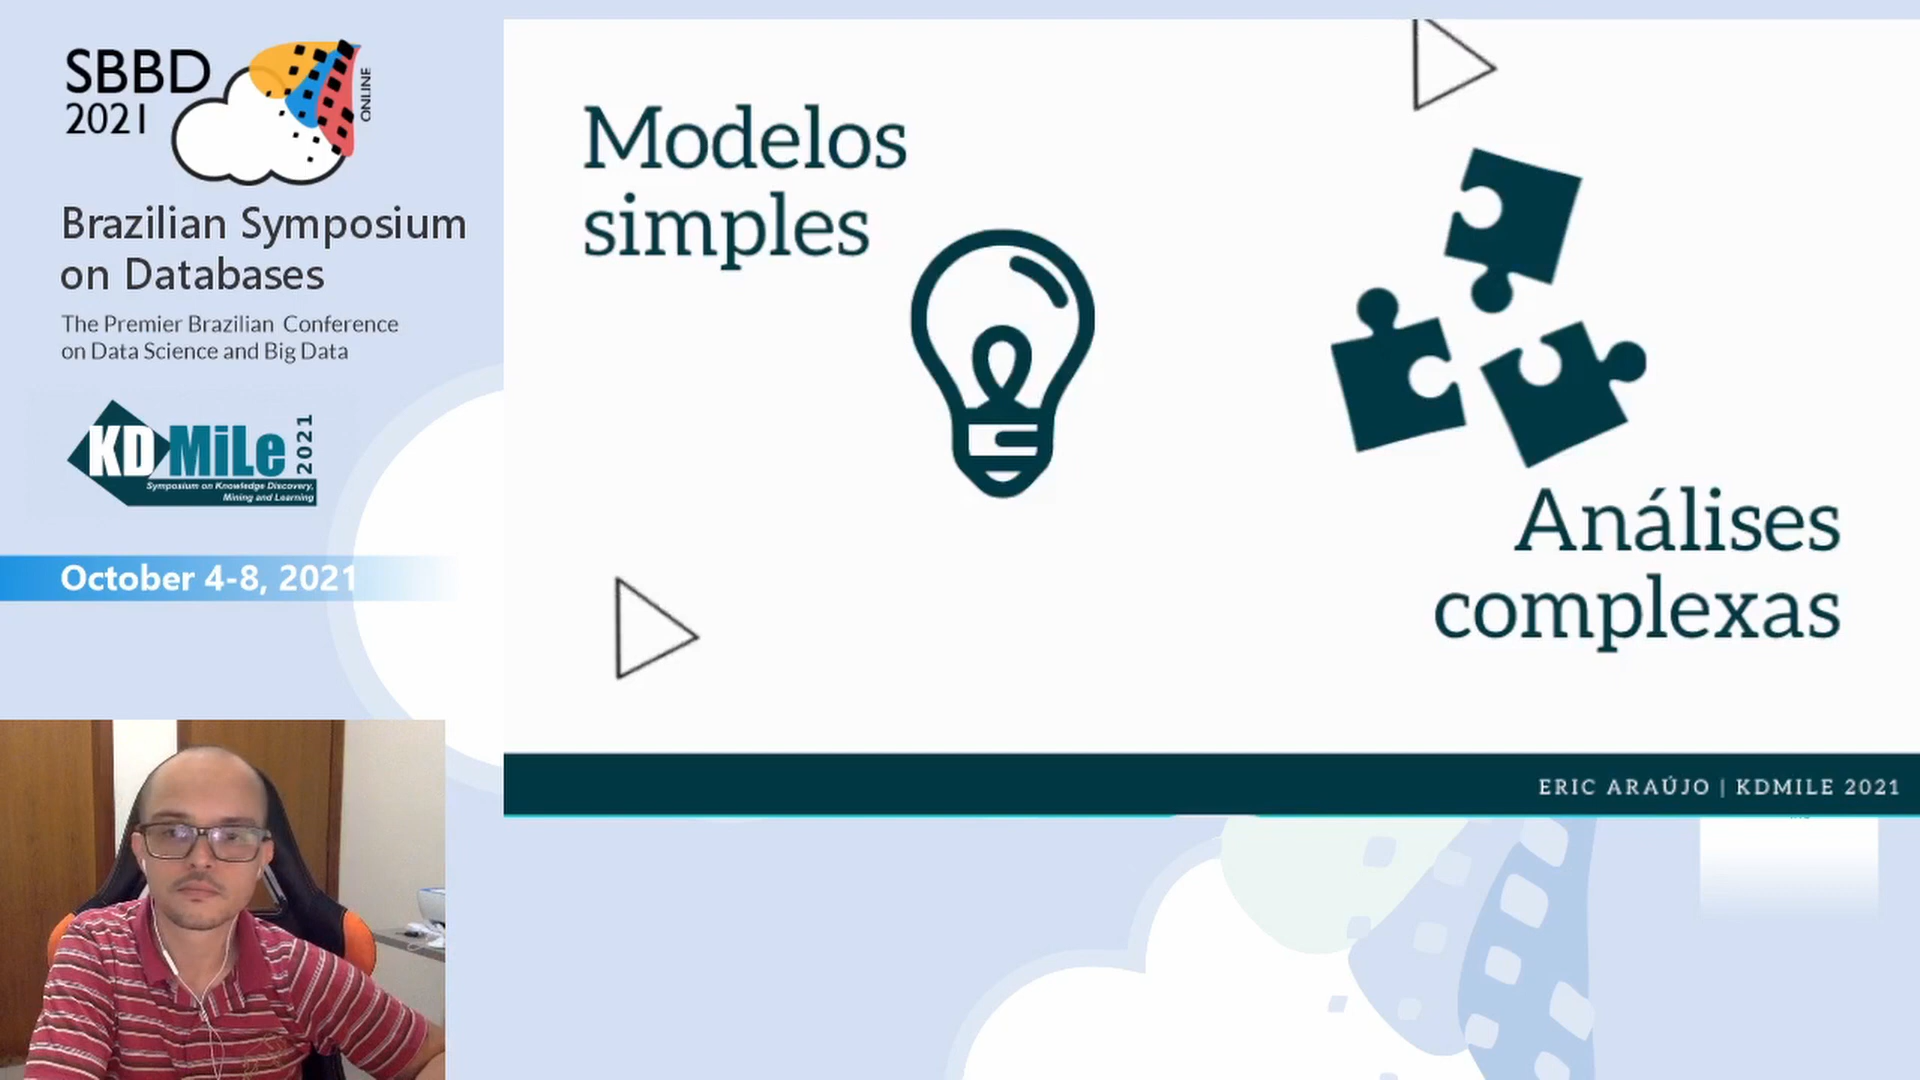 SBBD
2021
ONLINE
Brazilian Symposium
on Databases
The Premier Brazilian Conference
on Data Science and Big Data
KDMiLe
2021
Symposium on Knowledge Discovery,
Mining and Learning
October 4-8, 2021
Modelos
simples
Análises
complexas
ERIC ARAÚJO | KDMILE 2021